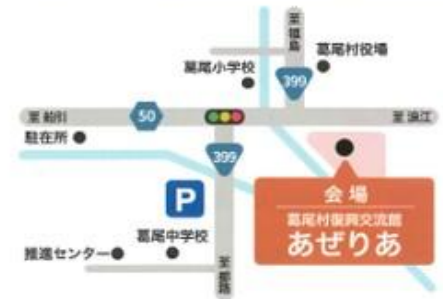 至福島
葛尾村役場
葛尾小学校
399
至船引
50
至浪江
駐在所
399
会場
葛尾村復興交流館
あぜりあ
P
葛尾中学校
推進センター
至都路